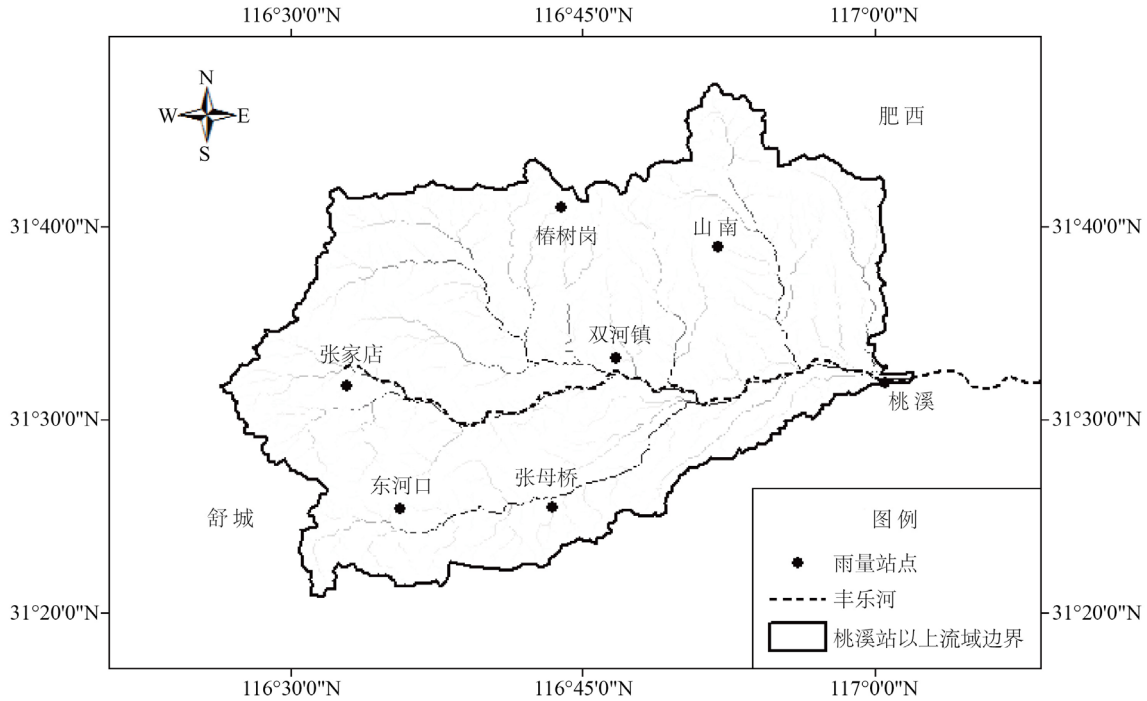 116°30′0″N 116°45′0″N 117°0′0″N
N
W E
S
肥西
31°40′0″N 31°40′0″N
椿树岗
山南
双河镇
张家店
桃溪
31°30′0″N 31°30′0″N
东河口
张母桥
舒城
图例
雨量站点
丰乐河
桃溪站以上流域边界
31°20′0″N 31°20′0″N
116°30′0″N 116°45′0″N 117°0′0″N